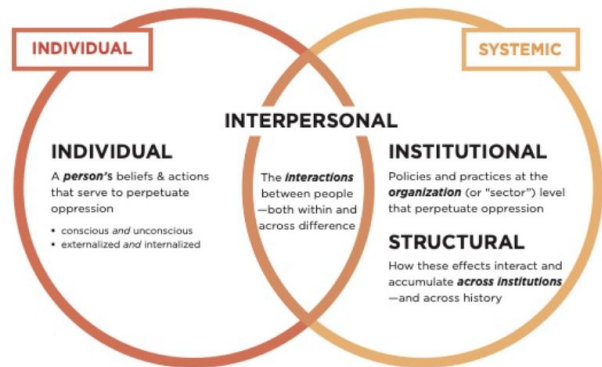 INDIVIDUAL
SYSTEMIC
INTERPERSONAL
INDIVIDUAL
A person's beliefs & actions
that serve to perpetuate
oppression
• conscious and unconscious
• externalized and internalized
The interactions
between people
—both within and
across difference
INSTITUTIONAL
Policies and practices at the
organization (or "sector") level
that perpetuate oppression
STRUCTURAL
How these effects interact and
accumulate across institutions
—and across history